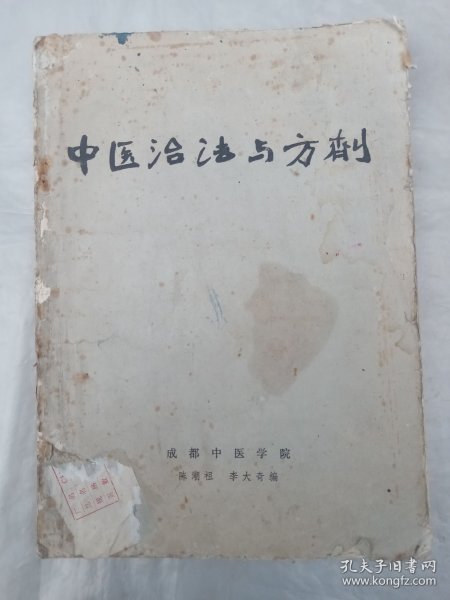 中医治法与方剂
成都中医学院
陈潮祖 李大奇编
孔夫子旧书网
www.kongfz.com